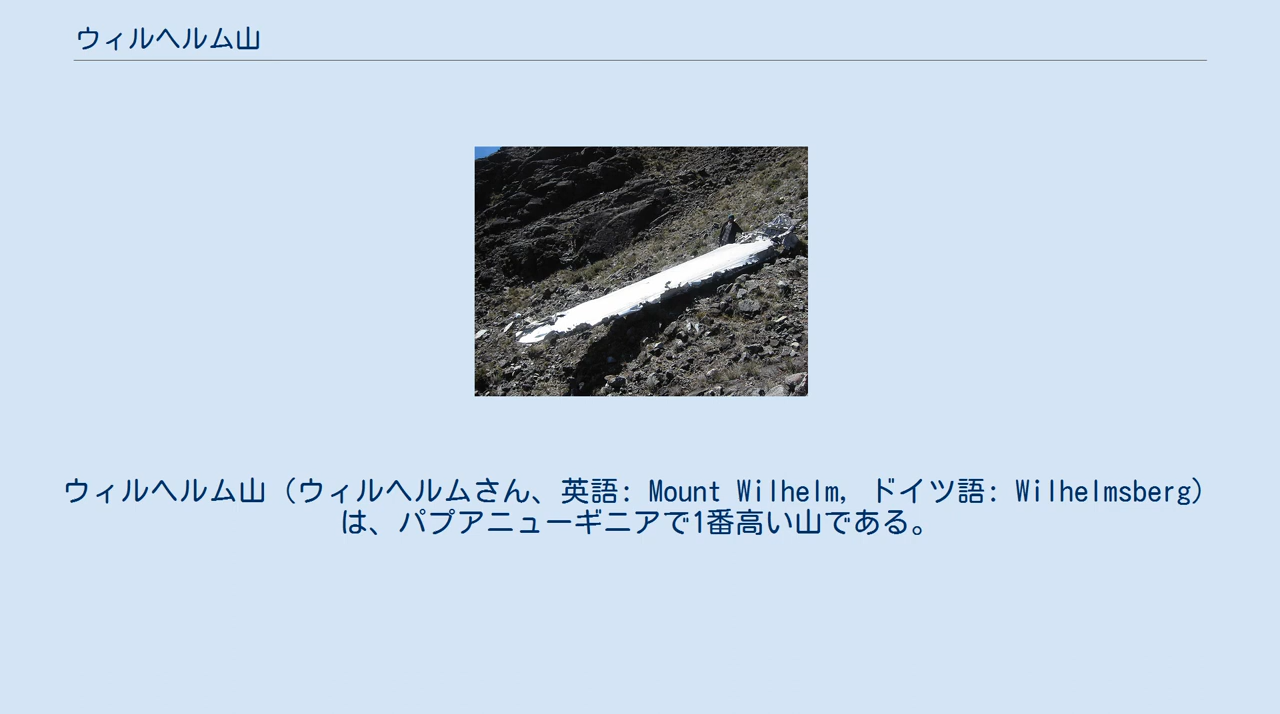 ウィルヘルム山
ウィルヘルム山（ウィルヘルムさん、英語: Mount Wilhelm, ドイツ語: Wilhelmsberg）
は、パプアニューギニアで1番高い山である。